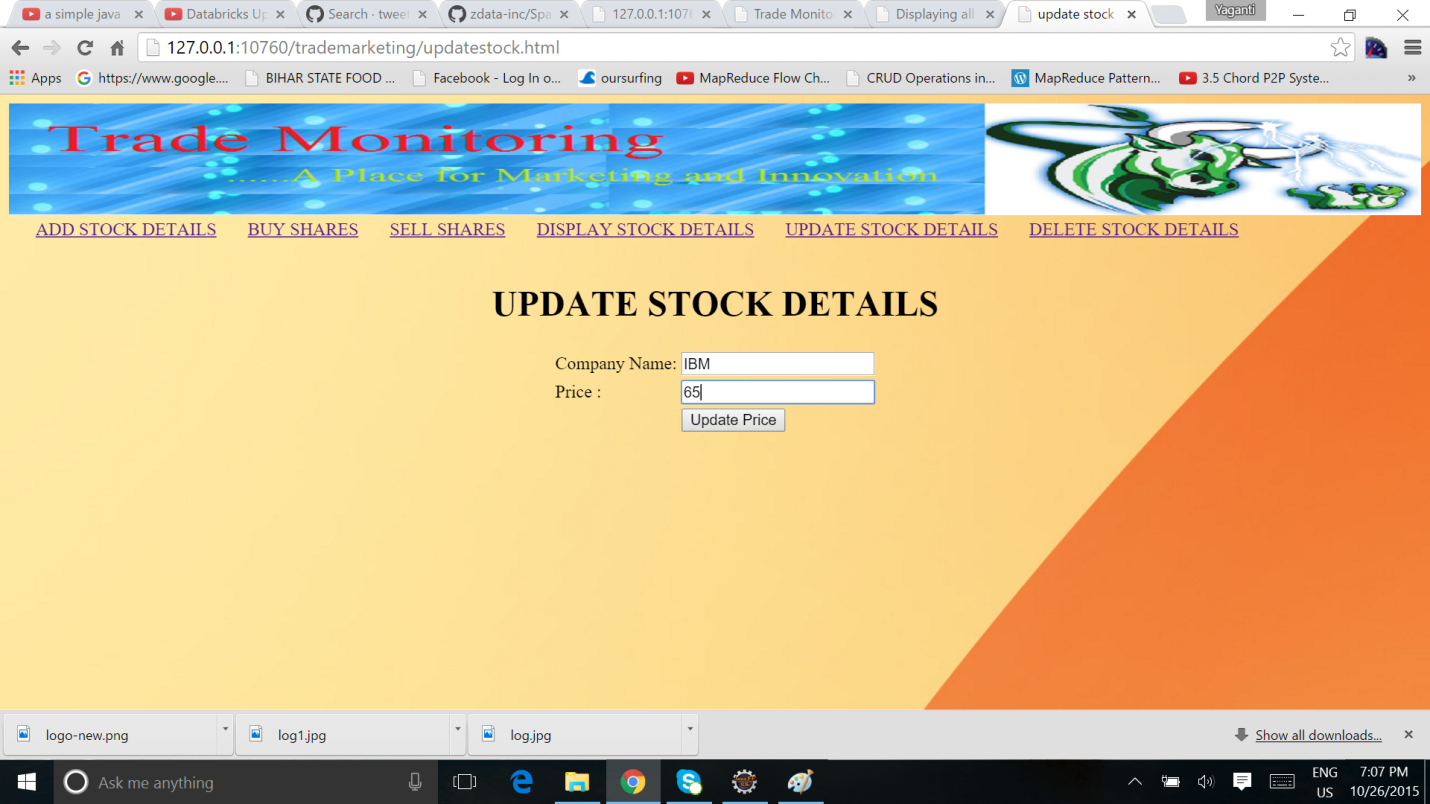 a simple java
Databricks Up
Search · tweet
zdata-inc/Spa
127.0.0.1:1076
Trade Monito
Displaying all
update stock
Yaganti
127.0.0.1:10760/trademarketing/updatestock.html
Apps
https://www.google....
BIHAR STATE FOOD ...
Facebook - Log In o...
oursurfing
MapReduce Flow Ch...
CRUD Operations in...
MapReduce Pattern...
3.5 Chord P2P Syste...
»
Trade Monitoring
......A Place for Marketing and Innovation
ADD STOCK DETAILS BUY SHARES SELL SHARES DISPLAY STOCK DETAILS UPDATE STOCK DETAILS DELETE STOCK DETAILS
UPDATE STOCK DETAILS
Company Name: IBM
Price : 65
Update Price
logo-new.png
log1.jpg
log.jpg
Show all downloads...
Ask me anything
ENG
US
7:07 PM
10/26/2015